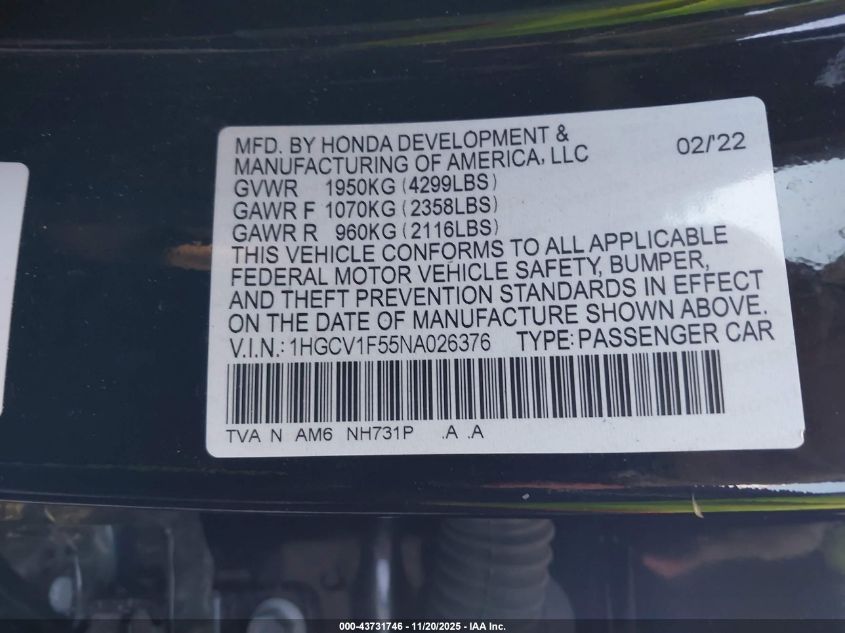 MFD. BY HONDA DEVELOPMENT &
MANUFACTURING OF AMERICA, LLC 02/'22
GVWR 1950KG (4299LBS)
GAWR F 1070KG (2358LBS)
GAWR R 960KG (2116LBS)
THIS VEHICLE CONFORMS TO ALL APPLICABLE
FEDERAL MOTOR VEHICLE SAFETY, BUMPER,
AND THEFT PREVENTION STANDARDS IN EFFECT
ON THE DATE OF MANUFACTURE SHOWN ABOVE.
V.I.N.: 1HGCV1F55NA026376 TYPE: PASSENGER CAR
TVA N AM6 NH731P .A .A
000-43731746 - 11/20/2025 - IAA Inc.